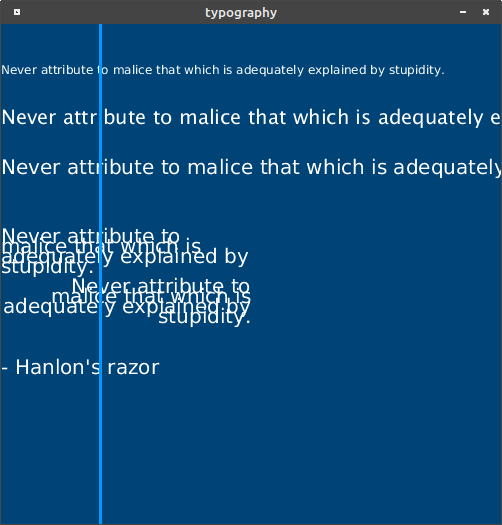 typography
Never attribute to malice that which is adequately explained by stupidity.
Never attribute to malice that which is adequately e
Never attribute to malice that which is adequately
Never attribute to
malice that which is
adequately explained by
stupidity.
Never attribute to
malice that which is
adequately explained by
stupidity.
- Hanlon's razor